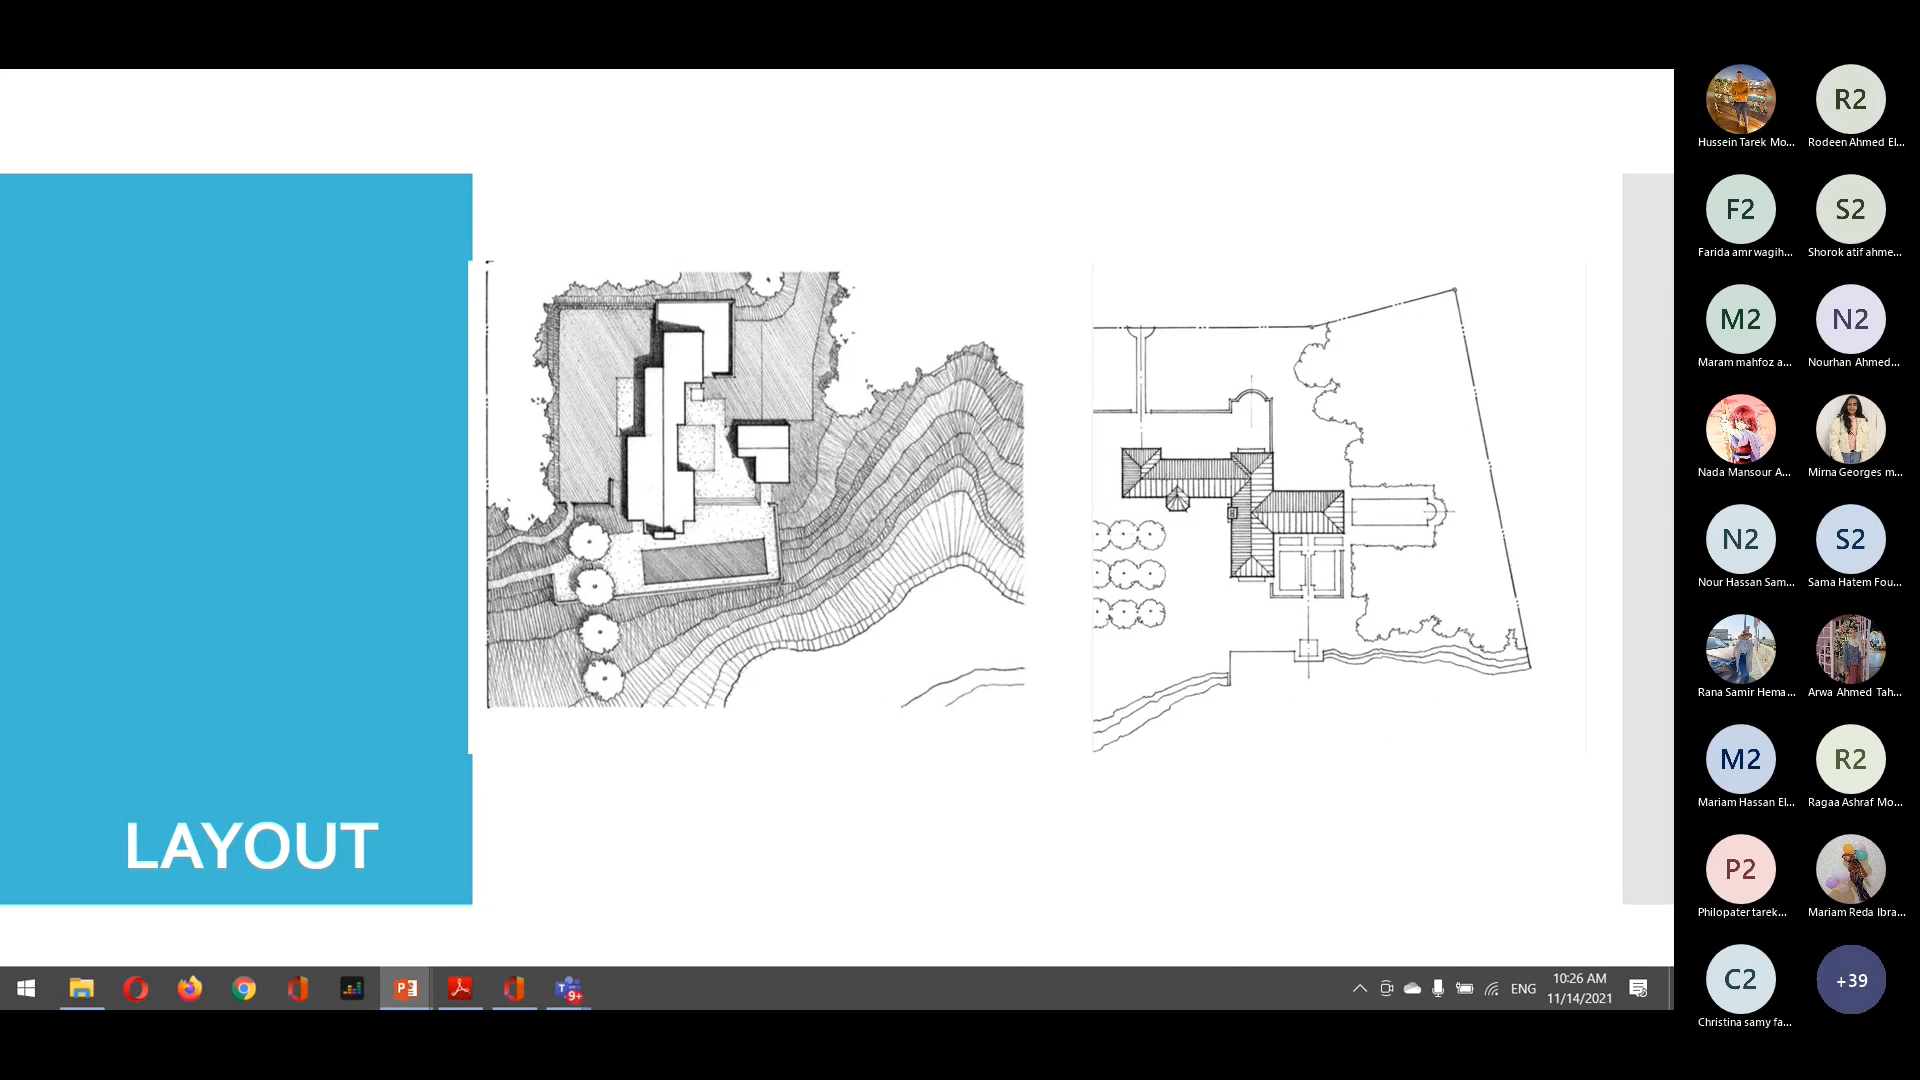 R2
Hussein Tarek Mo...
Rodeen Ahmed El...
F2
S2
Farida amr wagih...
Shorok atif ahme...
M2
N2
Maram mahfoz a...
Nourhan Ahmed...
Nada Mansour A...
Mirna Georges m...
N2
S2
Nour Hassan Sam...
Sama Hatem Fou...
Rana Samir Hema...
Arwa Ahmed Tah...
M2
R2
Mariam Hassan El...
Ragaa Ashraf Mo...
LAYOUT
P2
Philopater tarek...
Mariam Reda Ibra...
C2
+39
Christina samy fa...
9+
ENG
10:26 AM
11/14/2021